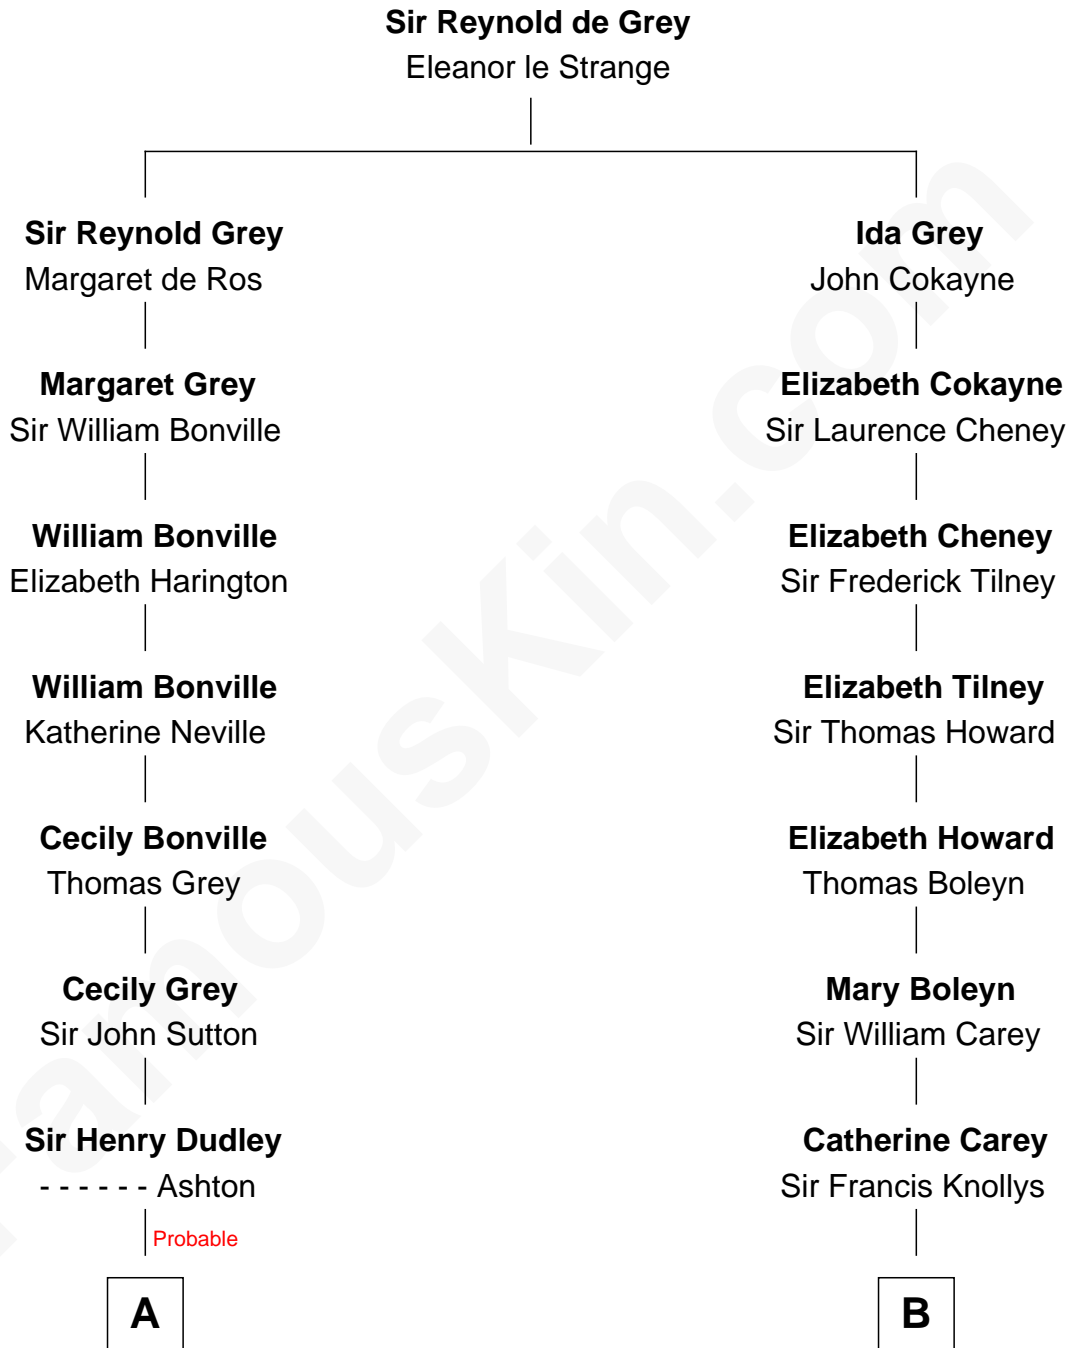 Sir Reynold de Grey
Eleanor le Strange
Sir Reynold Grey
Margaret de Ros
Ida Grey
John Cokayne
Margaret Grey
Sir William Bonville
Elizabeth Cokayne
Sir Laurence Cheney
William Bonville
Elizabeth Harington
Elizabeth Cheney
Sir Frederick Tilney
William Bonville
Katherine Neville
Elizabeth Tilney
Sir Thomas Howard
Cecily Bonville
Thomas Grey
Elizabeth Howard
Thomas Boleyn
Cecily Grey
Sir John Sutton
Mary Boleyn
Sir William Carey
Sir Henry Dudley
- - - - - - Ashton
Catherine Carey
Sir Francis Knollys
Probable
A
B
FamousKin.com